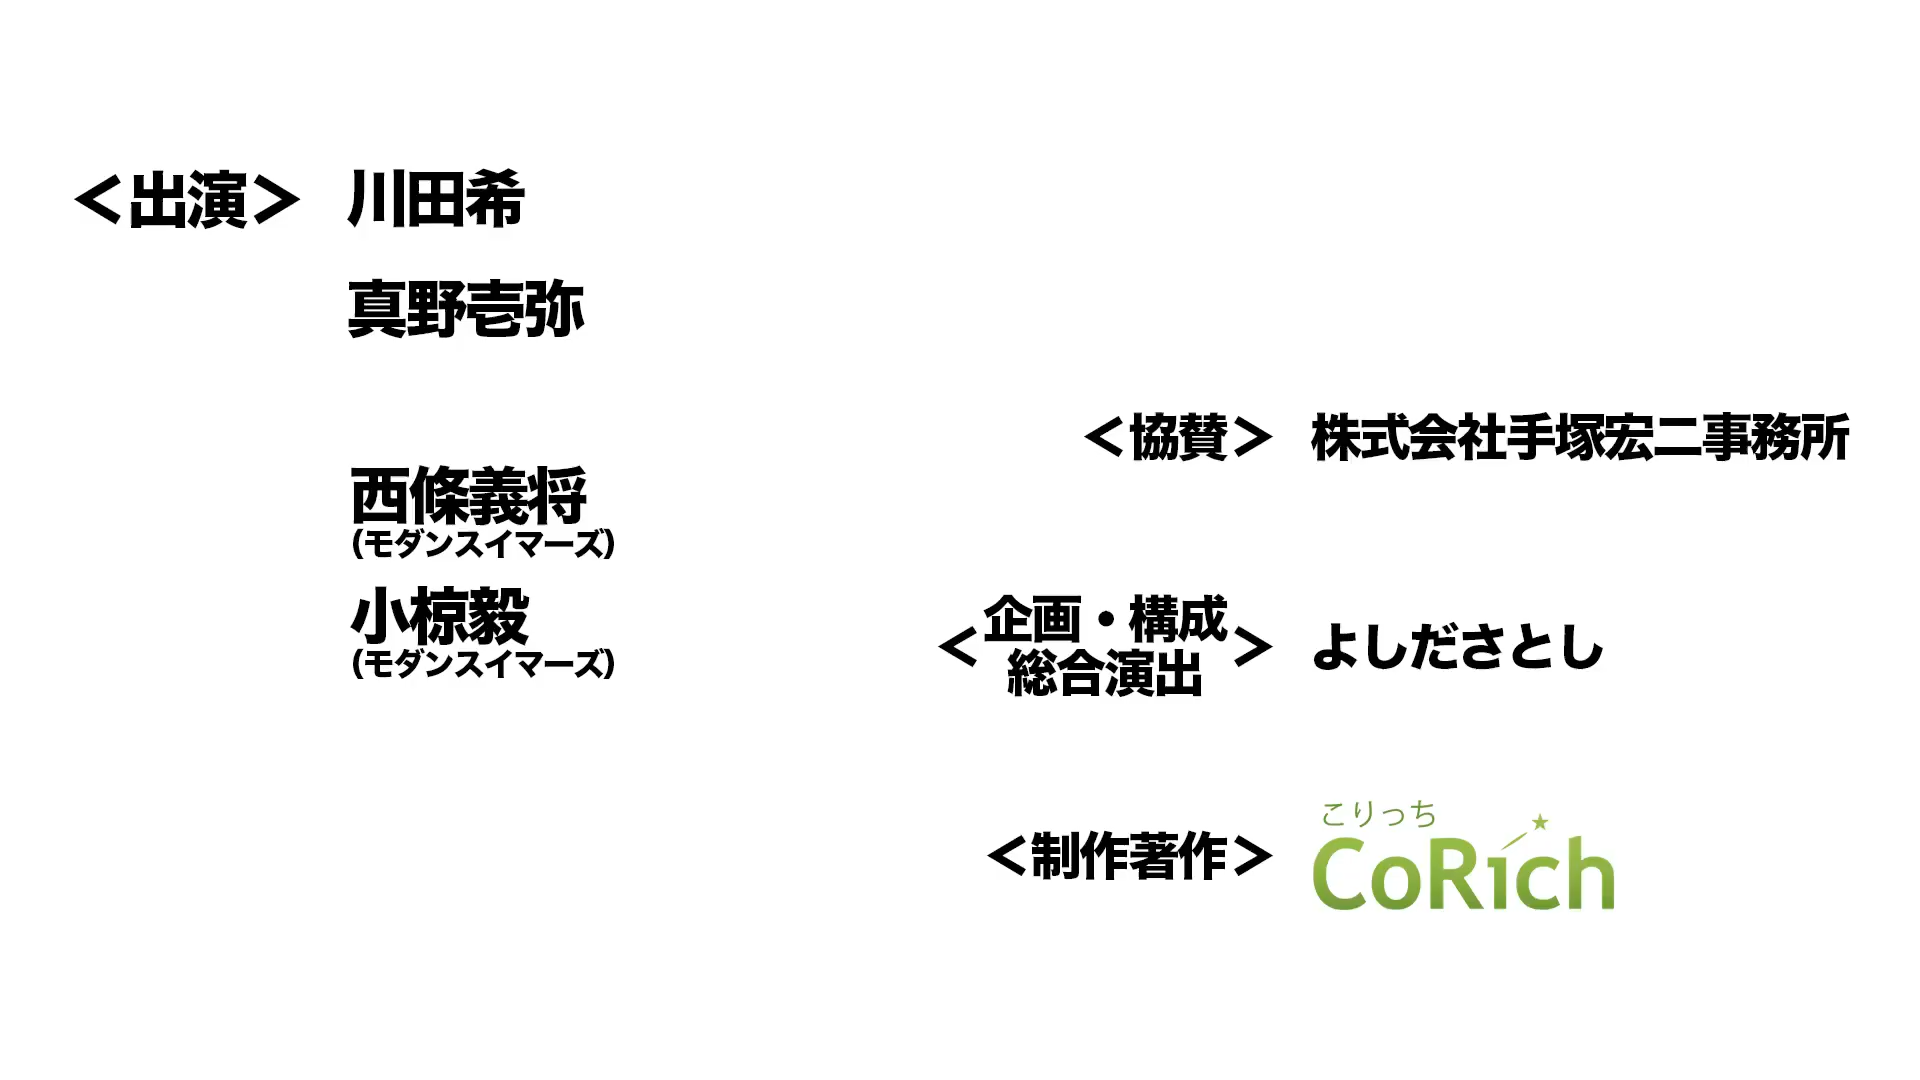 ＜出演＞ 川田希
真野壱弥
西條義将
（モダンスイマーズ）
小椋毅
（モダンスイマーズ）
＜協賛＞ 株式会社手塚宏二事務所
＜企画・構成
総合演出＞ よしださとし
＜制作著作＞
こりっち
CoRich